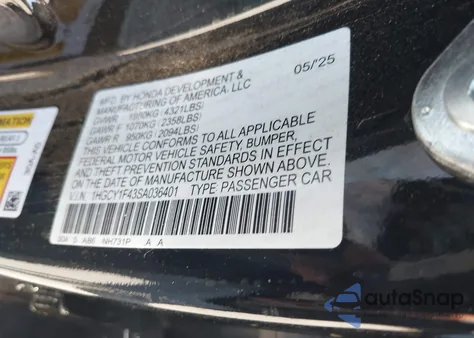 MFD. BY HONDA DEVELOPMENT & 05/25
MANUFACTURING OF AMERICA, LLC
GVWR 1960KG ( 4321LBS)
GAWR F 1070KG ( 2358LBS)
GAWR R 950KG ( 2094LBS)
THIS VEHICLE CONFORMS TO ALL APPLICABLE
FEDERAL MOTOR VEHICLE SAFETY, BUMPER,
AND THEFT PREVENTION STANDARDS IN EFFECT
ON THE DATE OF MANUFACTURE SHOWN ABOVE.
V.I.N. 1HGCY1F43SA036401 TYPE: PASSENGER CAR
NH731P A A
autoSnap